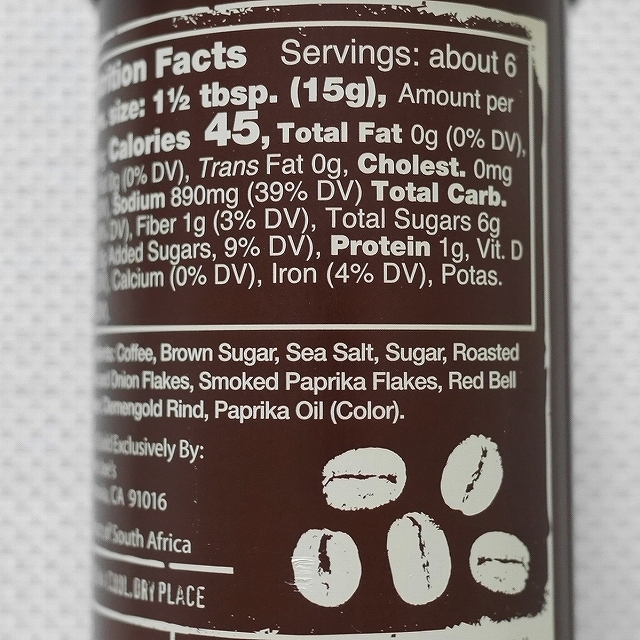 Facts Servings: about 6
size: 1½ tbsp. (15g), Amount per
Calories 45, Total Fat 0g (0% DV),
(0% DV), Trans Fat 0g, Cholest. 0mg
Sodium 890mg (39% DV) Total Carb.
DV), Fiber 1g (3% DV), Total Sugars 6g
Added Sugars, 9% DV), Protein 1g, Vit. D
Calcium (0% DV), Iron (4% DV), Potas.
Coffee, Brown Sugar, Sea Salt, Sugar, Roasted
Onion Flakes, Smoked Paprika Flakes, Red Bell
Clemengold Rind, Paprika Oil (Color).
Exclusively By:
CA 91016
of South Africa
DRY PLACE